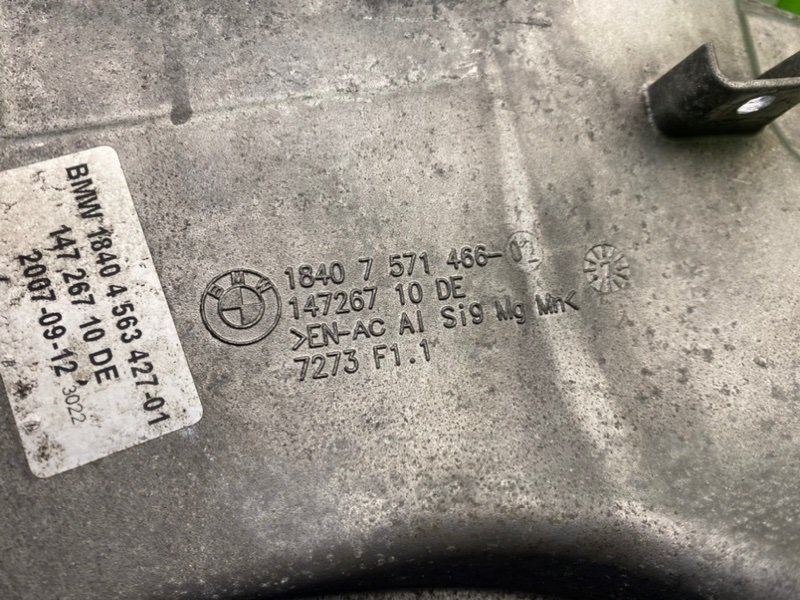 BMW 1840 4 563 427-01
147 267 10 DE
2007-09-12 3022
BMW
1840 7 571 466-02
147267 10 DE
>EN-AC Al Si9 Mg Mn<
7273 F1.1